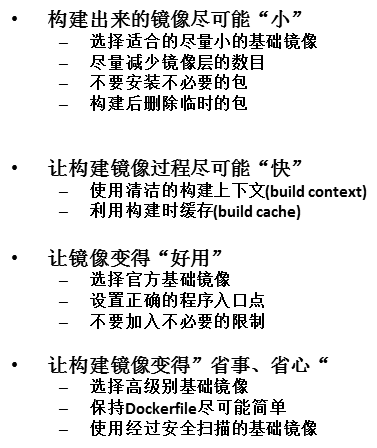 • 构建出来的镜像尽可能“小”
– 选择适合的尽量小的基础镜像
– 尽量减少镜像层的数目
– 不要安装不必要的包
– 构建后删除临时的包
• 让构建镜像过程尽可能“快”
– 使用清洁的构建上下文(build context)
– 利用构建时缓存(build cache)
• 让镜像变得“好用”
– 选择官方基础镜像
– 设置正确的程序入口点
– 不要加入不必要的限制
• 让构建镜像变得”省事、省心“
– 选择高级别基础镜像
– 保持Dockerfile尽可能简单
– 使用经过安全扫描的基础镜像